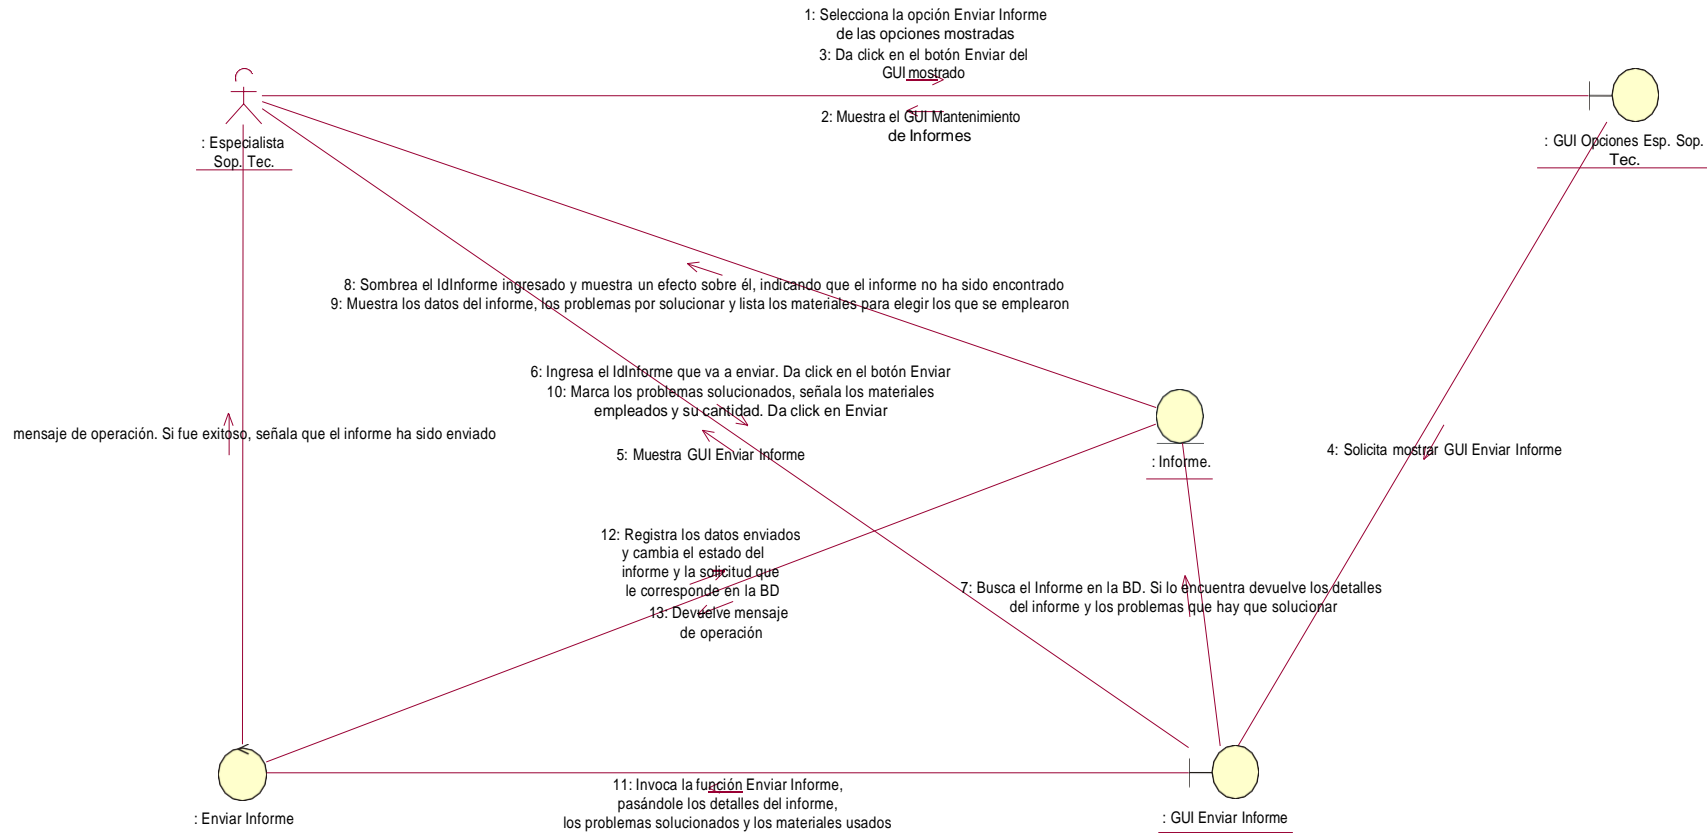 1: Selecciona la opción Enviar Informe
de las opciones mostradas
3: Da click en el botón Enviar del
GUI mostrado
2: Muestra el GUI Mantenimiento
de Informes
: Especialista
Sop. Tec.
: GUI Opciones Esp. Sop.
Tec.
8: Sombrea el IdInforme ingresado y muestra un efecto sobre él, indicando que el informe no ha sido encontrado
9: Muestra los datos del informe, los problemas por solucionar y lista los materiales para elegir los que se emplearon
6: Ingresa el IdInforme que va a enviar. Da click en el botón Enviar
10: Marca los problemas solucionados, señala los materiales
empleados y su cantidad. Da click en Enviar
mensaje de operación. Si fue exitoso, señala que el informe ha sido enviado
5: Muestra GUI Enviar Informe
: Informe.
4: Solicita mostrar GUI Enviar Informe
12: Registra los datos enviados
y cambia el estado del
informe y la solicitud que
le corresponde en la BD
13: Devuelve mensaje
de operación
7: Busca el Informe en la BD. Si lo encuentra devuelve los detalles
del informe y los problemas que hay que solucionar
11: Invoca la función Enviar Informe,
pasándole los detalles del informe,
los problemas solucionados y los materiales usados
: Enviar Informe
: GUI Enviar Informe